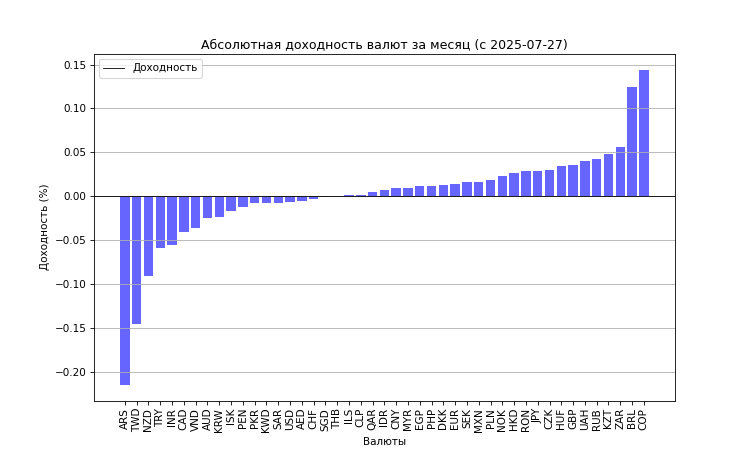 Абсолютная доходность валют за месяц (с 2025-07-27)
Доходность
0.15
0.10
0.05
0.00
−0.05
−0.10
−0.15
−0.20
Доходность (%)
ARS
TWD
NZD
TRY
INR
CAD
VND
AUD
KRW
ISK
PEN
PKR
KWD
SAR
USD
AED
CHF
SGD
THB
ILS
CLP
QAR
IDR
CNY
MYR
EGP
PHP
DKK
EUR
SEK
MXN
PLN
NOK
HKD
RON
JPY
CZK
HUF
GBP
UAH
RUB
KZT
ZAR
BRL
COP
Валюты